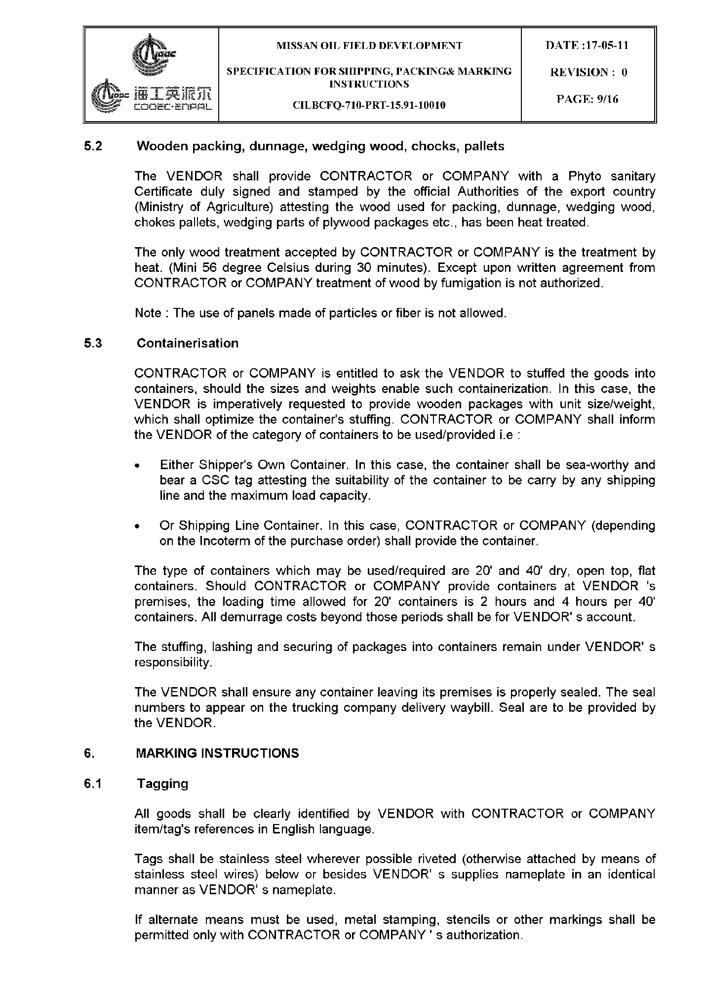 MISSAN OIL FIELD DEVELOPMENT
SPECIFICATION FOR SHIPPING, PACKING& MARKING
INSTRUCTIONS
CILBCFQ-710-PRT-15.91-10010
DATE :17-05-11
REVISION : 0
PAGE: 9/16
海工英派尔
COOEC·ENPAL
5.2 Wooden packing, dunnage, wedging wood, chocks, pallets
The VENDOR shall provide CONTRACTOR or COMPANY with a Phyto sanitary
Certificate duly signed and stamped by the official Authorities of the export country
(Ministry of Agriculture) attesting the wood used for packing, dunnage, wedging wood,
chokes pallets, wedging parts of plywood packages etc., has been heat treated.
The only wood treatment accepted by CONTRACTOR or COMPANY is the treatment by
heat. (Mini 56 degree Celsius during 30 minutes). Except upon written agreement from
CONTRACTOR or COMPANY treatment of wood by fumigation is not authorized.
Note : The use of panels made of particles or fiber is not allowed.
5.3 Containerisation
CONTRACTOR or COMPANY is entitled to ask the VENDOR to stuffed the goods into
containers, should the sizes and weights enable such containerization. In this case, the
VENDOR is imperatively requested to provide wooden packages with unit size/weight,
which shall optimize the container's stuffing. CONTRACTOR or COMPANY shall inform
the VENDOR of the category of containers to be used/provided i.e :
• Either Shipper's Own Container. In this case, the container shall be sea-worthy and
bear a CSC tag attesting the suitability of the container to be carry by any shipping
line and the maximum load capacity.
• Or Shipping Line Container. In this case, CONTRACTOR or COMPANY (depending
on the Incoterm of the purchase order) shall provide the container.
The type of containers which may be used/required are 20' and 40' dry, open top, flat
containers. Should CONTRACTOR or COMPANY provide containers at VENDOR 's
premises, the loading time allowed for 20' containers is 2 hours and 4 hours per 40'
containers. All demurrage costs beyond those periods shall be for VENDOR' s account.
The stuffing, lashing and securing of packages into containers remain under VENDOR' s
responsibility.
The VENDOR shall ensure any container leaving its premises is properly sealed. The seal
numbers to appear on the trucking company delivery waybill. Seal are to be provided by
the VENDOR.
6. MARKING INSTRUCTIONS
6.1 Tagging
All goods shall be clearly identified by VENDOR with CONTRACTOR or COMPANY
item/tag's references in English language.
Tags shall be stainless steel wherever possible riveted (otherwise attached by means of
stainless steel wires) below or besides VENDOR' s supplies nameplate in an identical
manner as VENDOR' s nameplate.
If alternate means must be used, metal stamping, stencils or other markings shall be
permitted only with CONTRACTOR or COMPANY ' s authorization.